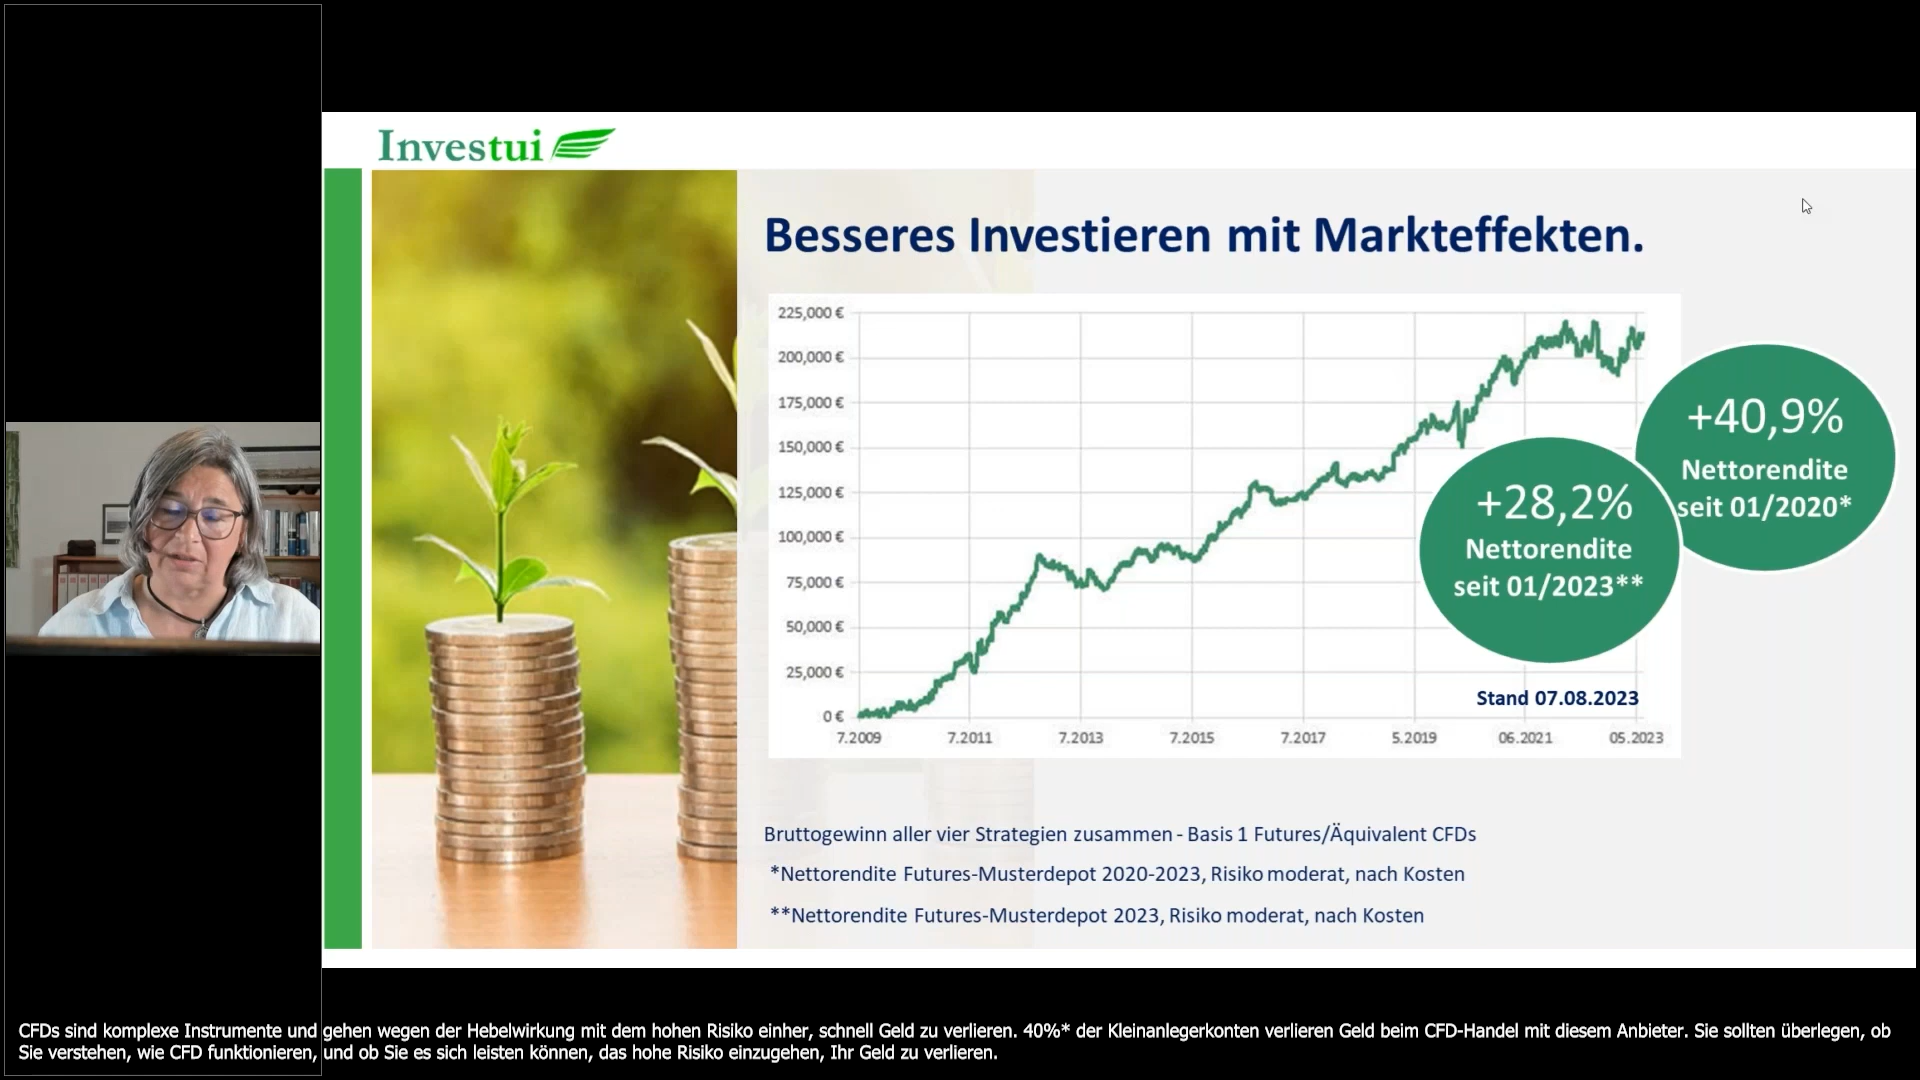 Investui
Besseres Investieren mit Markteffekten.
225,000 €
200,000 €
175,000 €
150,000 €
125,000 €
100,000 €
75,000 €
50,000 €
25,000 €
0 €
7.2009 7.2011 7.2013 7.2015 7.2017 5.2019 06.2021 05.2023
+40,9%
Nettorendite
seit 01/2020*
+28,2%
Nettorendite
seit 01/2023**
Stand 07.08.2023
Bruttogewinn aller vier Strategien zusammen - Basis 1 Futures/Äquivalent CFDs
*Nettorendite Futures-Musterdepot 2020-2023, Risiko moderat, nach Kosten
**Nettorendite Futures-Musterdepot 2023, Risiko moderat, nach Kosten
CFDs sind komplexe Instrumente und gehen wegen der Hebelwirkung mit dem hohen Risiko einher, schnell Geld zu verlieren. 40%* der Kleinanlegerkonten verlieren Geld beim CFD-Handel mit diesem Anbieter. Sie sollten überlegen, ob
Sie verstehen, wie CFD funktionieren, und ob Sie es sich leisten können, das hohe Risiko einzugehen, Ihr Geld zu verlieren.